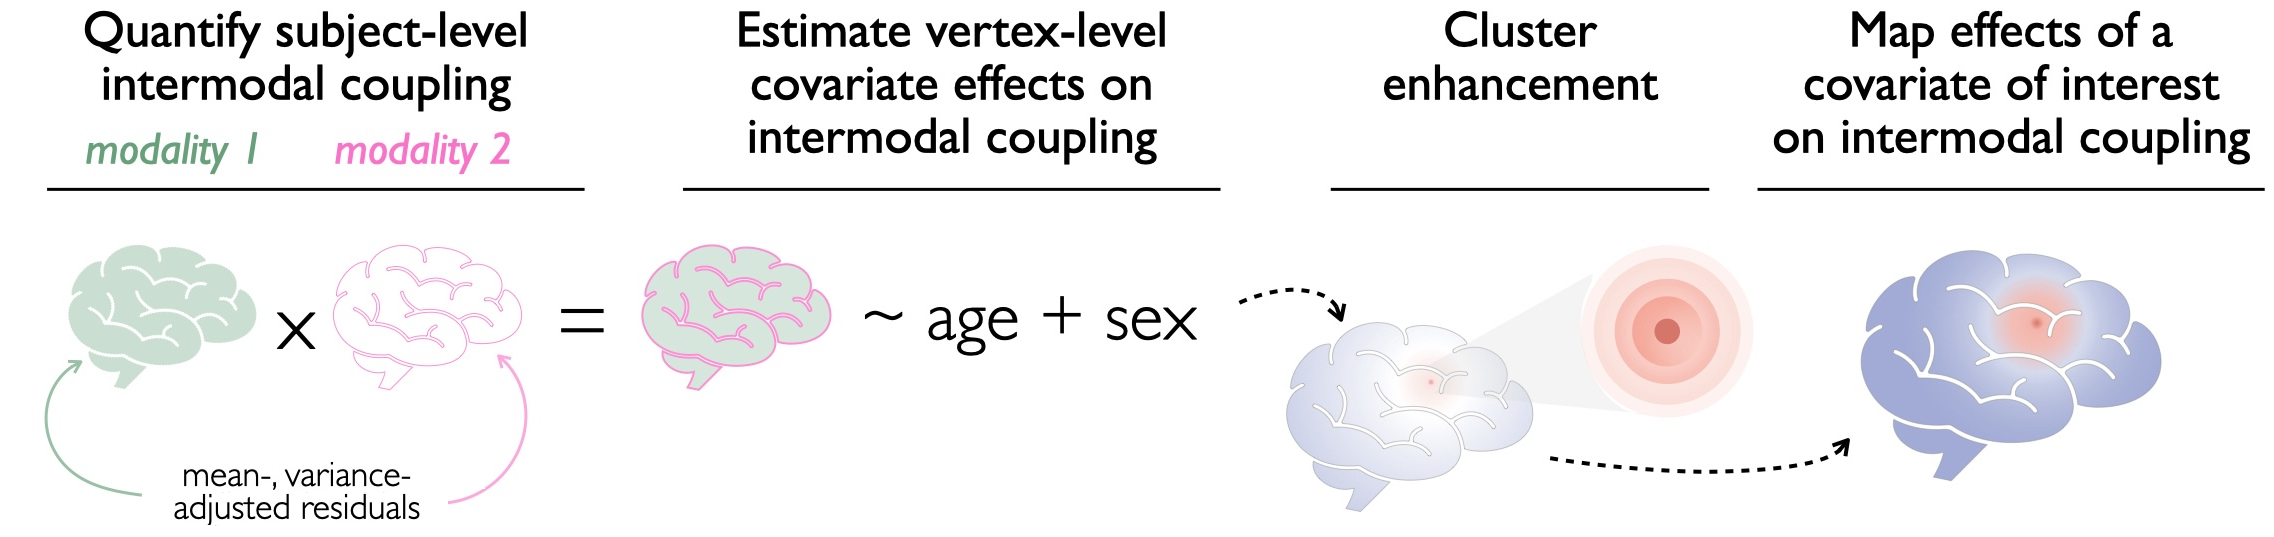 Quantify subject-level
intermodal coupling
modality 1 modality 2
Estimate vertex-level
covariate effects on
intermodal coupling
Cluster
enhancement
Map effects of a
covariate of interest
on intermodal coupling
x = ~ age + sex
mean-, variance-
adjusted residuals